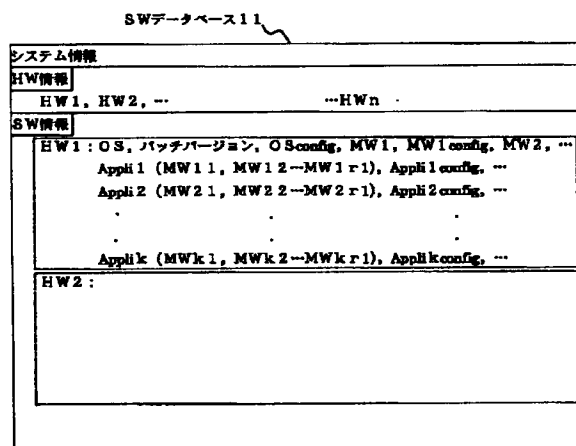 SWデータベース11
システム情報
HW情報
HW1, HW2, … …HWn
SW情報
HW1:OS, パッチバージョン, OSconfig, MW1, MW1config, MW2, …
Appli1 (MW11, MW12…MW1r1), Appli1config, …
Appli2 (MW21, MW22…MW2r1), Appli2config, …
. . .
. . .
Applik (MWk1, MWk2…MWkr1), Applikconfig, …
HW2: